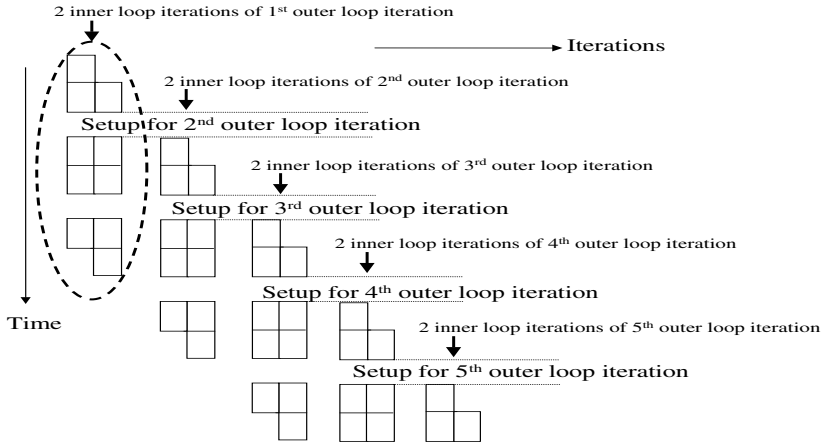 2 inner loop iterations of 1st outer loop iteration
Iterations
2 inner loop iterations of 2nd outer loop iteration
Setup for 2nd outer loop iteration
2 inner loop iterations of 3rd outer loop iteration
Setup for 3rd outer loop iteration
2 inner loop iterations of 4th outer loop iteration
Setup for 4th outer loop iteration
Time
2 inner loop iterations of 5th outer loop iteration
Setup for 5th outer loop iteration